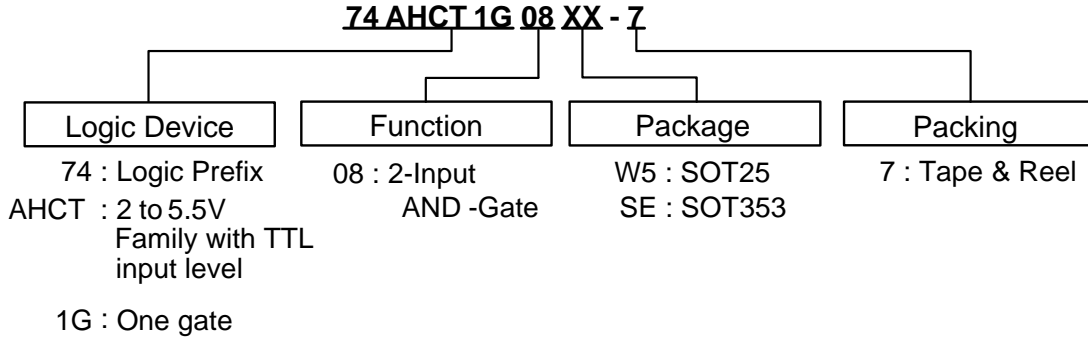 74 AHCT 1G 08 XX - 7
Logic Device
Function
Package
Packing
74 : Logic Prefix
AHCT : 2 to 5.5V
Family with TTL
input level
1G : One gate
08 : 2-Input
AND -Gate
W5 : SOT25
SE : SOT353
7 : Tape & Reel